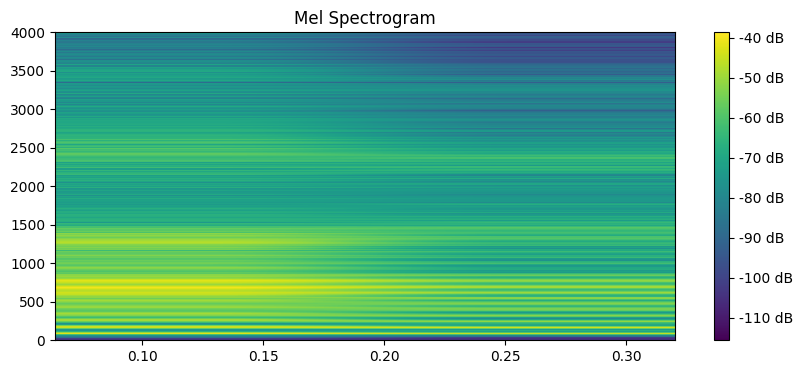 Mel Spectrogram
4000
3500
3000
2500
2000
1500
1000
500
0
0.10 0.15 0.20 0.25 0.30
-40 dB
-50 dB
-60 dB
-70 dB
-80 dB
-90 dB
-100 dB
-110 dB